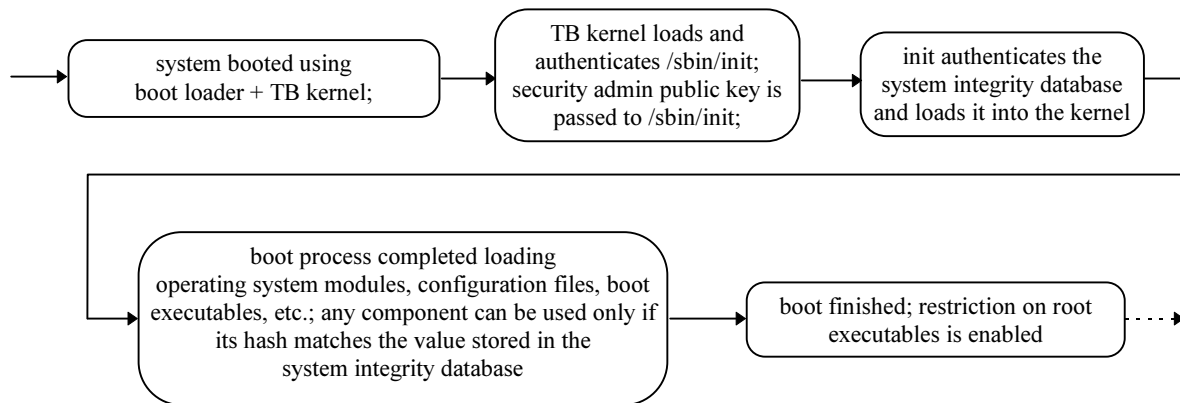 system booted using
boot loader + TB kernel;
TB kernel loads and
authenticates /sbin/init;
security admin public key is
passed to /sbin/init;
init authenticates the
system integrity database
and loads it into the kernel
boot process completed loading
operating system modules, configuration files, boot
executables, etc.; any component can be used only if
its hash matches the value stored in the
system integrity database
boot finished; restriction on root
executables is enabled